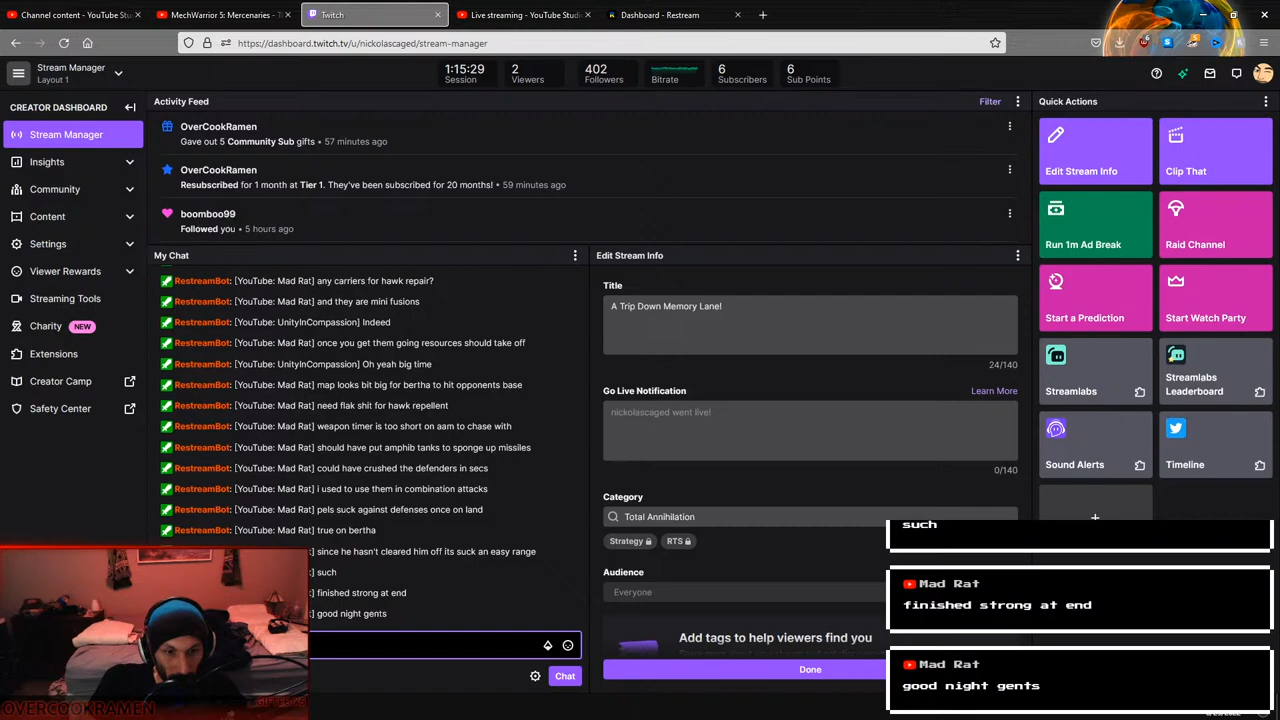 Channel content - YouTube Stu
MechWarrior 5: Mercenaries - T
Twitch
Live streaming - YouTube Studi
Dashboard - Restream
https://dashboard.twitch.tv/u/nickolascaged/stream-manager
Stream Manager
Layout 1
1:15:29
Session
2
Viewers
402
Followers
Bitrate
6
Subscribers
6
Sub Points
CREATOR DASHBOARD
Stream Manager
Insights
Community
Content
Settings
Viewer Rewards
Streaming Tools
Charity NEW
Extensions
Creator Camp
Safety Center
Activity Feed
Filter
OverCookRamen
Gave out 5 Community Sub gifts • 57 minutes ago
OverCookRamen
Resubscribed for 1 month at Tier 1. They've been subscribed for 20 months! • 59 minutes ago
boomboo99
Followed you • 5 hours ago
My Chat
RestreamBot: [YouTube: Mad Rat] any carriers for hawk repair?
RestreamBot: [YouTube: Mad Rat] and they are mini fusions
RestreamBot: [YouTube: UnityInCompassion] Indeed
RestreamBot: [YouTube: Mad Rat] once you get them going resources should take off
RestreamBot: [YouTube: UnityInCompassion] Oh yeah big time
RestreamBot: [YouTube: Mad Rat] map looks bit big for bertha to hit opponents base
RestreamBot: [YouTube: Mad Rat] need flak shit for hawk repellent
RestreamBot: [YouTube: Mad Rat] weapon timer is too short on aam to chase with
RestreamBot: [YouTube: Mad Rat] should have put amphib tanks to sponge up missiles
RestreamBot: [YouTube: Mad Rat] could have crushed the defenders in secs
RestreamBot: [YouTube: Mad Rat] i used to use them in combination attacks
RestreamBot: [YouTube: Mad Rat] pels suck against defenses once on land
RestreamBot: [YouTube: Mad Rat] true on bertha
] since he hasn't cleared him off its suck an easy range
] such
] finished strong at end
] good night gents
Chat
Edit Stream Info
Title
A Trip Down Memory Lane!
24/140
Go Live Notification
Learn More
nickolascaged went live!
0/140
Category
Total Annihilation
Strategy
RTS
Audience
Everyone
Add tags to help viewers find you
Done
Quick Actions
Edit Stream Info
Clip That
Run 1m Ad Break
Raid Channel
Start a Prediction
Start Watch Party
Streamlabs
Streamlabs
Leaderboard
Sound Alerts
Timeline
such
Mad Rat
finished strong at end
Mad Rat
good night gents
OVERCOOKRAMEN